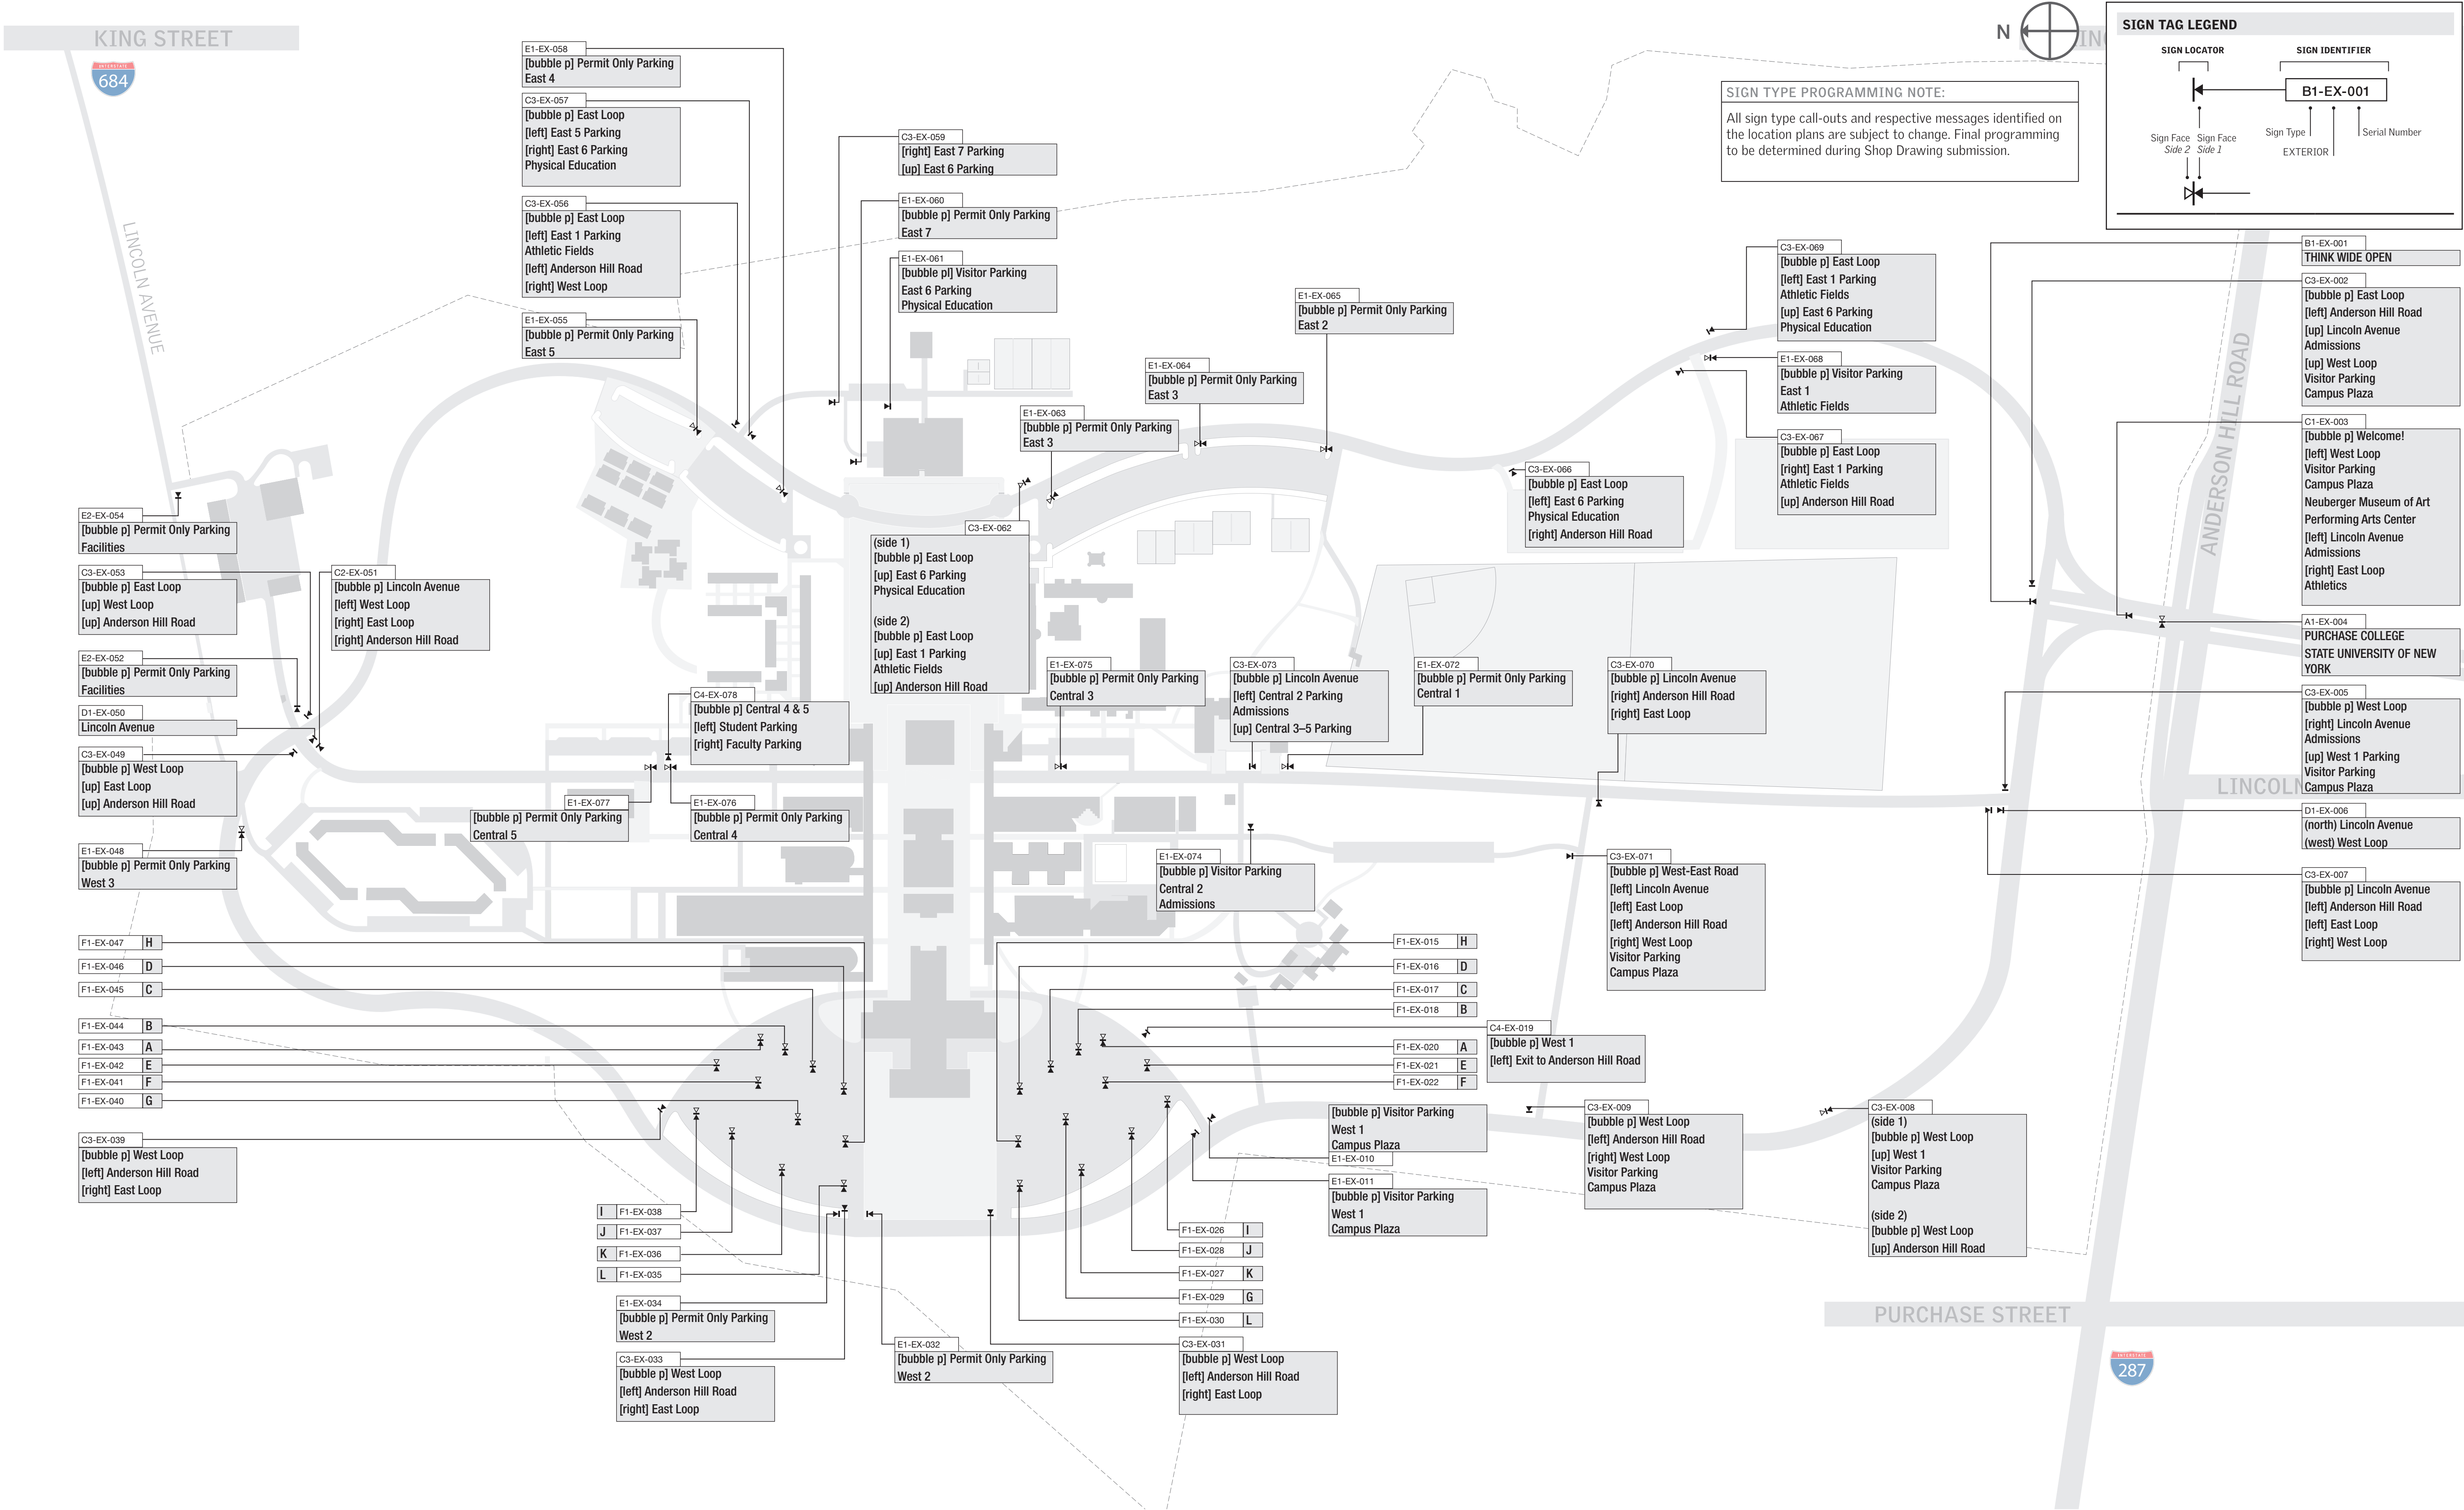 KING STREET
INTERSTATE
684
LINCOLN AVENUE
N
SIGN TAG LEGEND
SIGN LOCATOR
SIGN IDENTIFIER
B1-EX-001
Sign Face
Side 2
Sign Face
Side 1
Sign Type
EXTERIOR
Serial Number
SIGN TYPE PROGRAMMING NOTE:
All sign type call-outs and respective messages identified on
the location plans are subject to change. Final programming
to be determined during Shop Drawing submission.
E1-EX-058
[bubble p] Permit Only Parking
East 4
C3-EX-057
[bubble p] East Loop
[left] East 5 Parking
[right] East 6 Parking
Physical Education
C3-EX-056
[bubble p] East Loop
[left] East 1 Parking
Athletic Fields
[left] Anderson Hill Road
[right] West Loop
E1-EX-055
[bubble p] Permit Only Parking
East 5
C3-EX-059
[right] East 7 Parking
[up] East 6 Parking
E1-EX-060
[bubble p] Permit Only Parking
East 7
E1-EX-061
[bubble pl] Visitor Parking
East 6 Parking
Physical Education
E1-EX-065
[bubble p] Permit Only Parking
East 2
E1-EX-064
[bubble p] Permit Only Parking
East 3
E1-EX-063
[bubble p] Permit Only Parking
East 3
C3-EX-069
[bubble p] East Loop
[left] East 1 Parking
Athletic Fields
[up] East 6 Parking
Physical Education
E1-EX-068
[bubble p] Visitor Parking
East 1
Athletic Fields
C3-EX-067
[bubble p] East Loop
[right] East 1 Parking
Athletic Fields
[up] Anderson Hill Road
C3-EX-066
[bubble p] East Loop
[left] East 6 Parking
Physical Education
[right] Anderson Hill Road
ANDERSON HILL ROAD
B1-EX-001
THINK WIDE OPEN
C3-EX-002
[bubble p] East Loop
[left] Anderson Hill Road
[up] Lincoln Avenue
Admissions
[up] West Loop
Visitor Parking
Campus Plaza
C1-EX-003
[bubble p] Welcome!
[left] West Loop
Visitor Parking
Campus Plaza
Neuberger Museum of Art
Performing Arts Center
[left] Lincoln Avenue
Admissions
[right] East Loop
Athletics
A1-EX-004
PURCHASE COLLEGE
STATE UNIVERSITY OF NEW
YORK
C3-EX-005
[bubble p] West Loop
[right] Lincoln Avenue
Admissions
[up] West 1 Parking
Visitor Parking
Campus Plaza
LINCOLN
D1-EX-006
(north) Lincoln Avenue
(west) West Loop
C3-EX-007
[bubble p] Lincoln Avenue
[left] Anderson Hill Road
[left] East Loop
[right] West Loop
E2-EX-054
[bubble p] Permit Only Parking
Facilities
C3-EX-053
[bubble p] East Loop
[up] West Loop
[up] Anderson Hill Road
C2-EX-051
[bubble p] Lincoln Avenue
[left] West Loop
[right] East Loop
[right] Anderson Hill Road
E2-EX-052
[bubble p] Permit Only Parking
Facilities
D1-EX-050
Lincoln Avenue
C3-EX-049
[bubble p] West Loop
[up] East Loop
[up] Anderson Hill Road
E1-EX-048
[bubble p] Permit Only Parking
West 3
C3-EX-062
(side 1)
[bubble p] East Loop
[up] East 6 Parking
Physical Education
(side 2)
[bubble p] East Loop
[up] East 1 Parking
Athletic Fields
[up] Anderson Hill Road
C4-EX-078
[bubble p] Central 4 & 5
[left] Student Parking
[right] Faculty Parking
E1-EX-077
[bubble p] Permit Only Parking
Central 5
E1-EX-076
[bubble p] Permit Only Parking
Central 4
E1-EX-075
[bubble p] Permit Only Parking
Central 3
C3-EX-073
[bubble p] Lincoln Avenue
[left] Central 2 Parking
Admissions
[up] Central 3–5 Parking
E1-EX-072
[bubble p] Permit Only Parking
Central 1
C3-EX-070
[bubble p] Lincoln Avenue
[right] Anderson Hill Road
[right] East Loop
E1-EX-074
[bubble p] Visitor Parking
Central 2
Admissions
C3-EX-071
[bubble p] West-East Road
[left] Lincoln Avenue
[left] East Loop
[left] Anderson Hill Road
[right] West Loop
Visitor Parking
Campus Plaza
F1-EX-047 H
F1-EX-046 D
F1-EX-045 C
F1-EX-044 B
F1-EX-043 A
F1-EX-042 E
F1-EX-041 F
F1-EX-040 G
C3-EX-039
[bubble p] West Loop
[left] Anderson Hill Road
[right] East Loop
F1-EX-015 H
F1-EX-016 D
F1-EX-017 C
F1-EX-018 B
C4-EX-019
[bubble p] West 1
[left] Exit to Anderson Hill Road
F1-EX-020 A
F1-EX-021 E
F1-EX-022 F
[bubble p] Visitor Parking
West 1
Campus Plaza
E1-EX-010
E1-EX-011
[bubble p] Visitor Parking
West 1
Campus Plaza
C3-EX-009
[bubble p] West Loop
[left] Anderson Hill Road
[right] West Loop
Visitor Parking
Campus Plaza
C3-EX-008
(side 1)
[bubble p] West Loop
[up] West 1
Visitor Parking
Campus Plaza
(side 2)
[bubble p] West Loop
[up] Anderson Hill Road
I F1-EX-038
J F1-EX-037
K F1-EX-036
L F1-EX-035
E1-EX-034
[bubble p] Permit Only Parking
West 2
C3-EX-033
[bubble p] West Loop
[left] Anderson Hill Road
[right] East Loop
E1-EX-032
[bubble p] Permit Only Parking
West 2
F1-EX-026 I
F1-EX-028 J
F1-EX-027 K
F1-EX-029 G
F1-EX-030 L
C3-EX-031
[bubble p] West Loop
[left] Anderson Hill Road
[right] East Loop
PURCHASE STREET
INTERSTATE
287